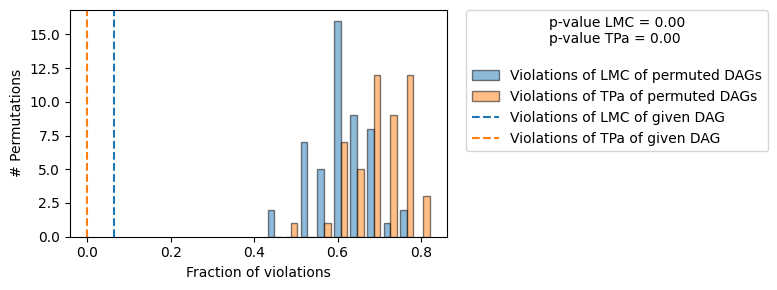 15.0
12.5
10.0
7.5
5.0
2.5
0.0
# Permutations
0.0
0.2
0.4
0.6
0.8
Fraction of violations
p-value LMC = 0.00
p-value TPa = 0.00
Violations of LMC of permuted DAGs
Violations of TPa of permuted DAGs
Violations of LMC of given DAG
Violations of TPa of given DAG